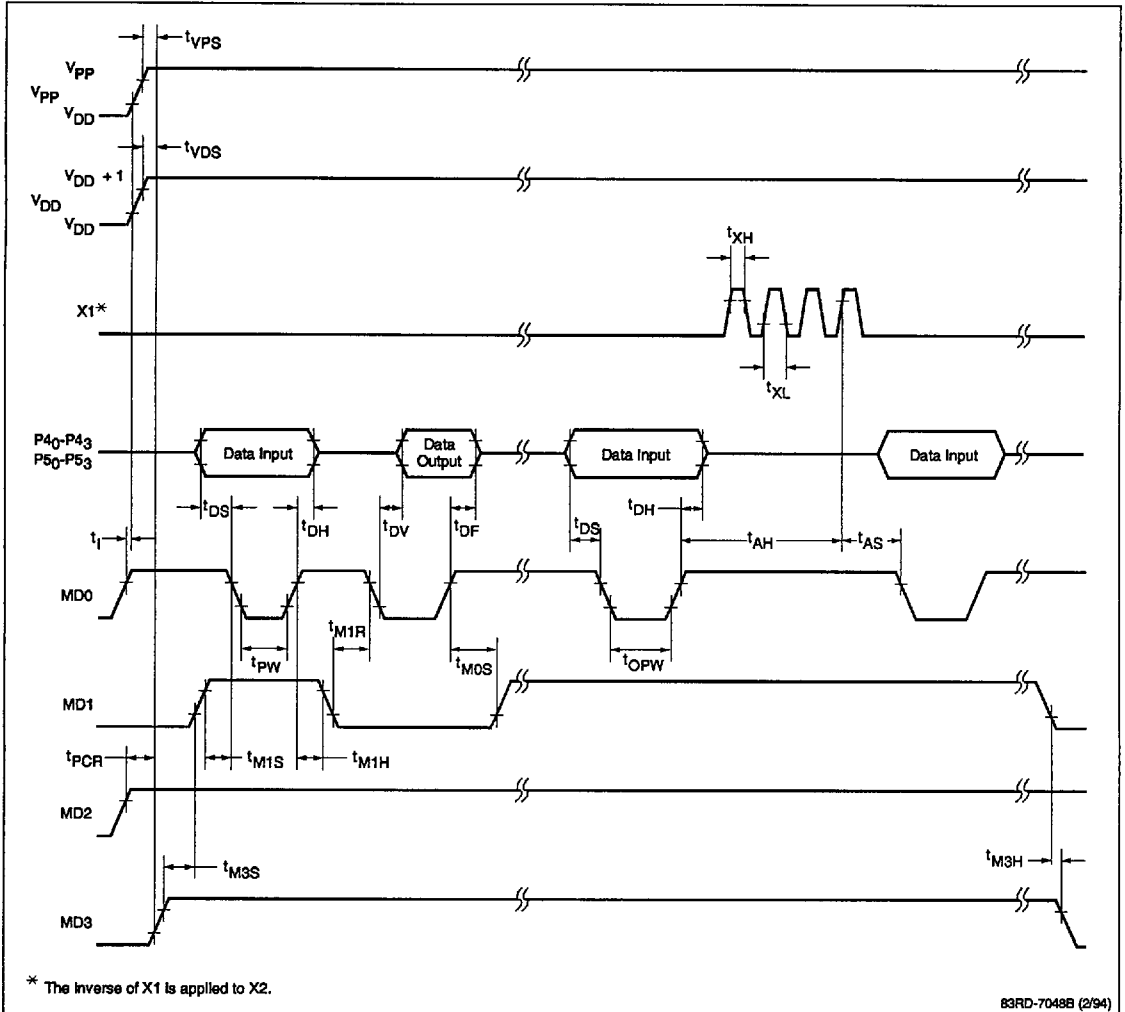 tVPS
VPP
VPP
VDD
tVDS
VDD + 1
VDD
VDD
tXH
X1*
tXL
P40-P43
P50-P53
Data Input
Data Output
Data Input
Data Input
tDS
tDH
tDV
tDF
tDS
tDH
tI
tAH
tAS
MD0
tM1R
tPW
tM0S
tOPW
MD1
tPCR
tM1S
tM1H
MD2
tM3S
tM3H
MD3
* The inverse of X1 is applied to X2.
83RD-7048B (2/94)